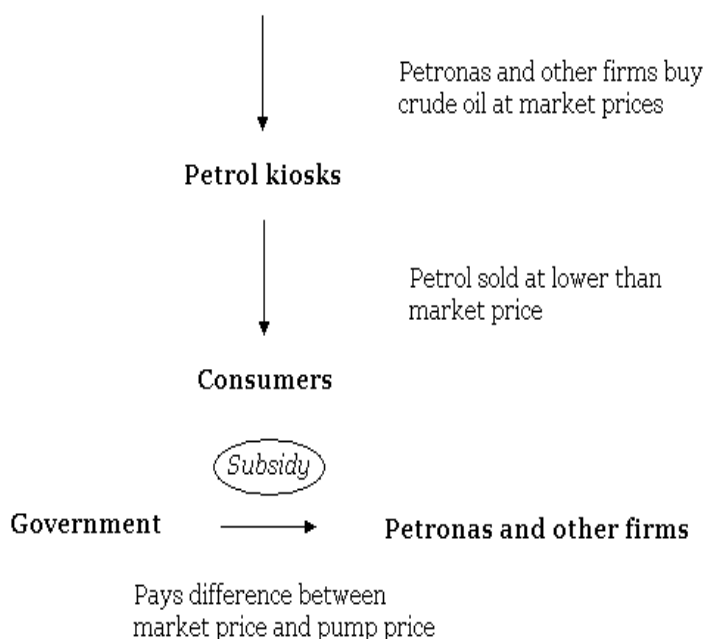 Petronas and other firms buy
crude oil at market prices
Petrol kiosks
Petrol sold at lower than
market price
Consumers
Subsidy
Government
Petronas and other firms
Pays difference between
market price and pump price